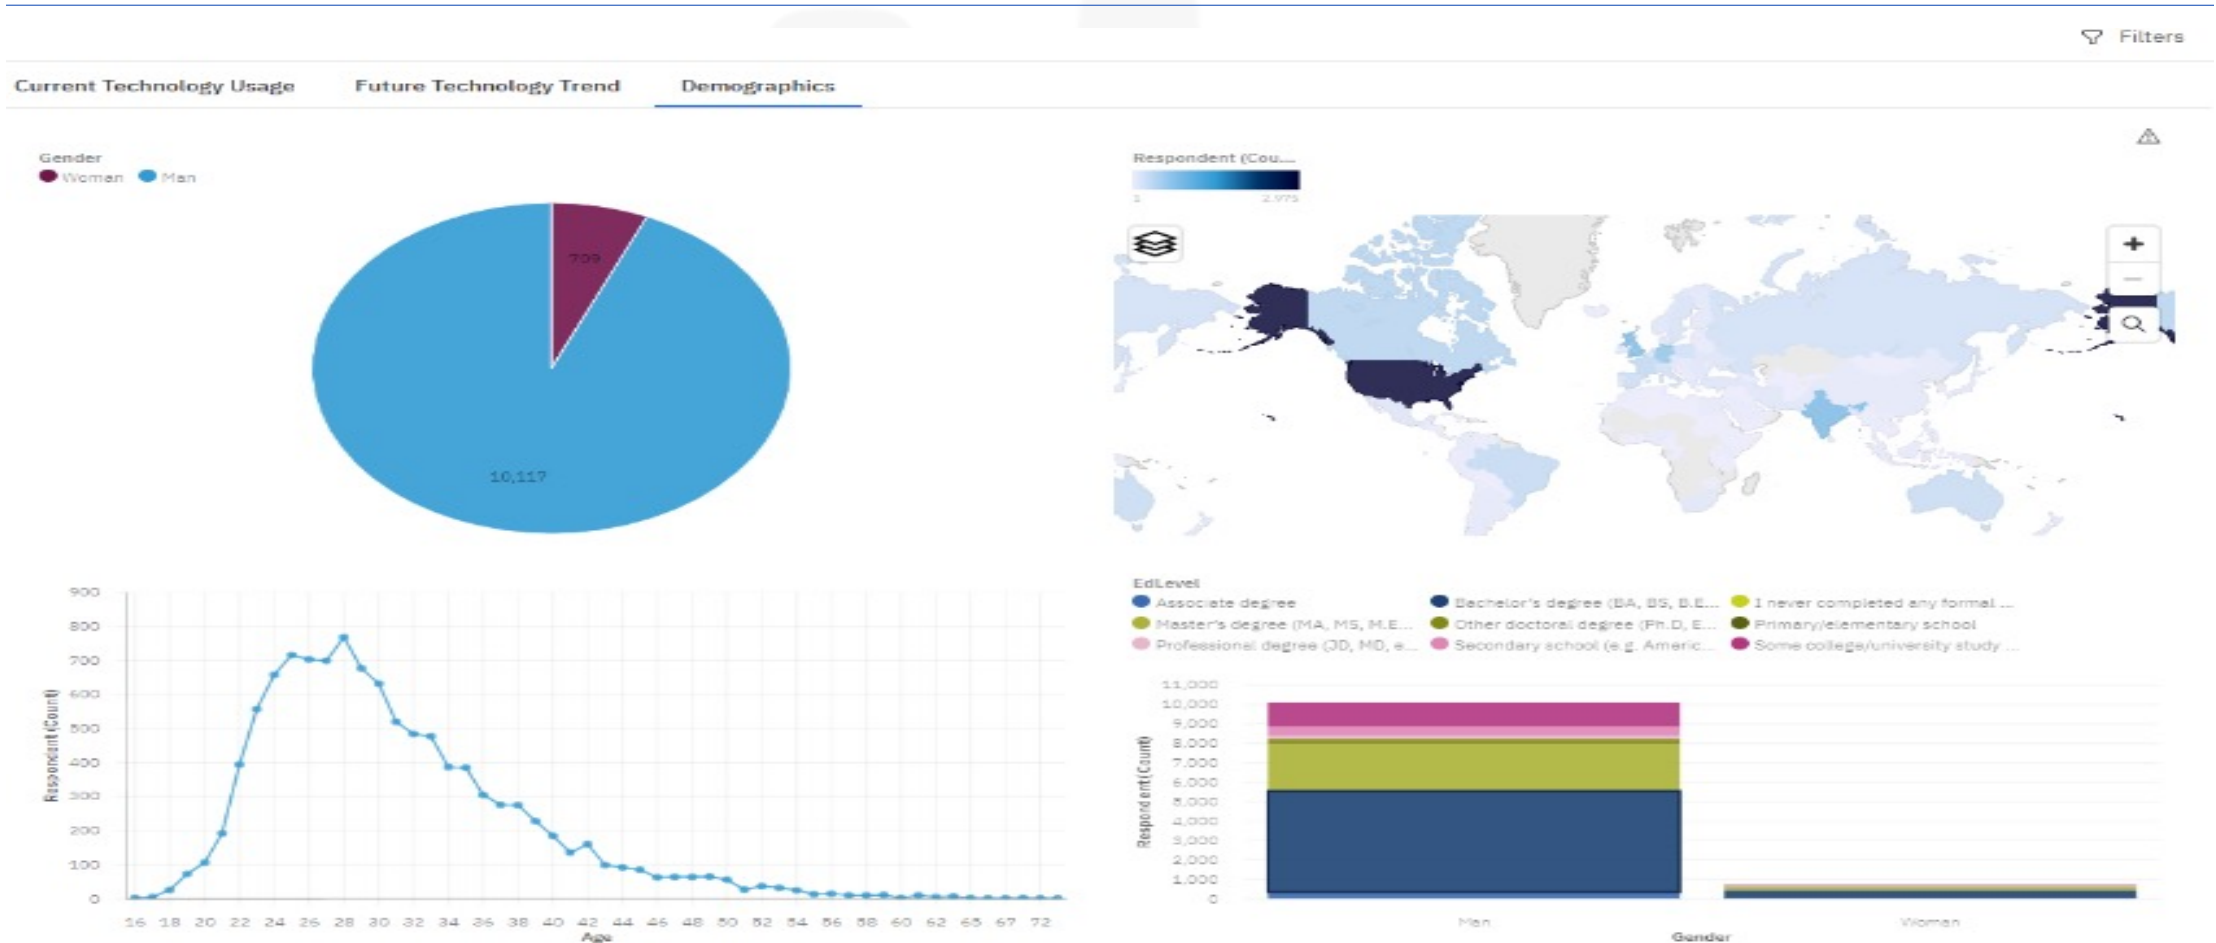 Filters
Current Technology Usage Future Technology Trend Demographics
Gender
Woman Man
709
10,117
Respondent (Cou....
1 2,975
900
800
700
600
500
400
300
200
100
0
Respondent (Count)
16 18 20 22 24 26 28 30 32 34 36 38 40 42 44 46 48 50 52 54 56 58 60 62 65 67 72
Age
EdLevel
Associate degree Bachelor's degree (BA, BS, B.E... I never completed any formal ...
Master's degree (MA, MS, M.E... Other doctoral degree (Ph.D, E... Primary/elementary school
Professional degree (JD, MD, e... Secondary school (e.g. Americ... Some college/university study ...
11,000
10,000
9,000
8,000
7,000
6,000
5,000
4,000
3,000
2,000
1,000
0
Respondent (Count)
Man Woman
Gender